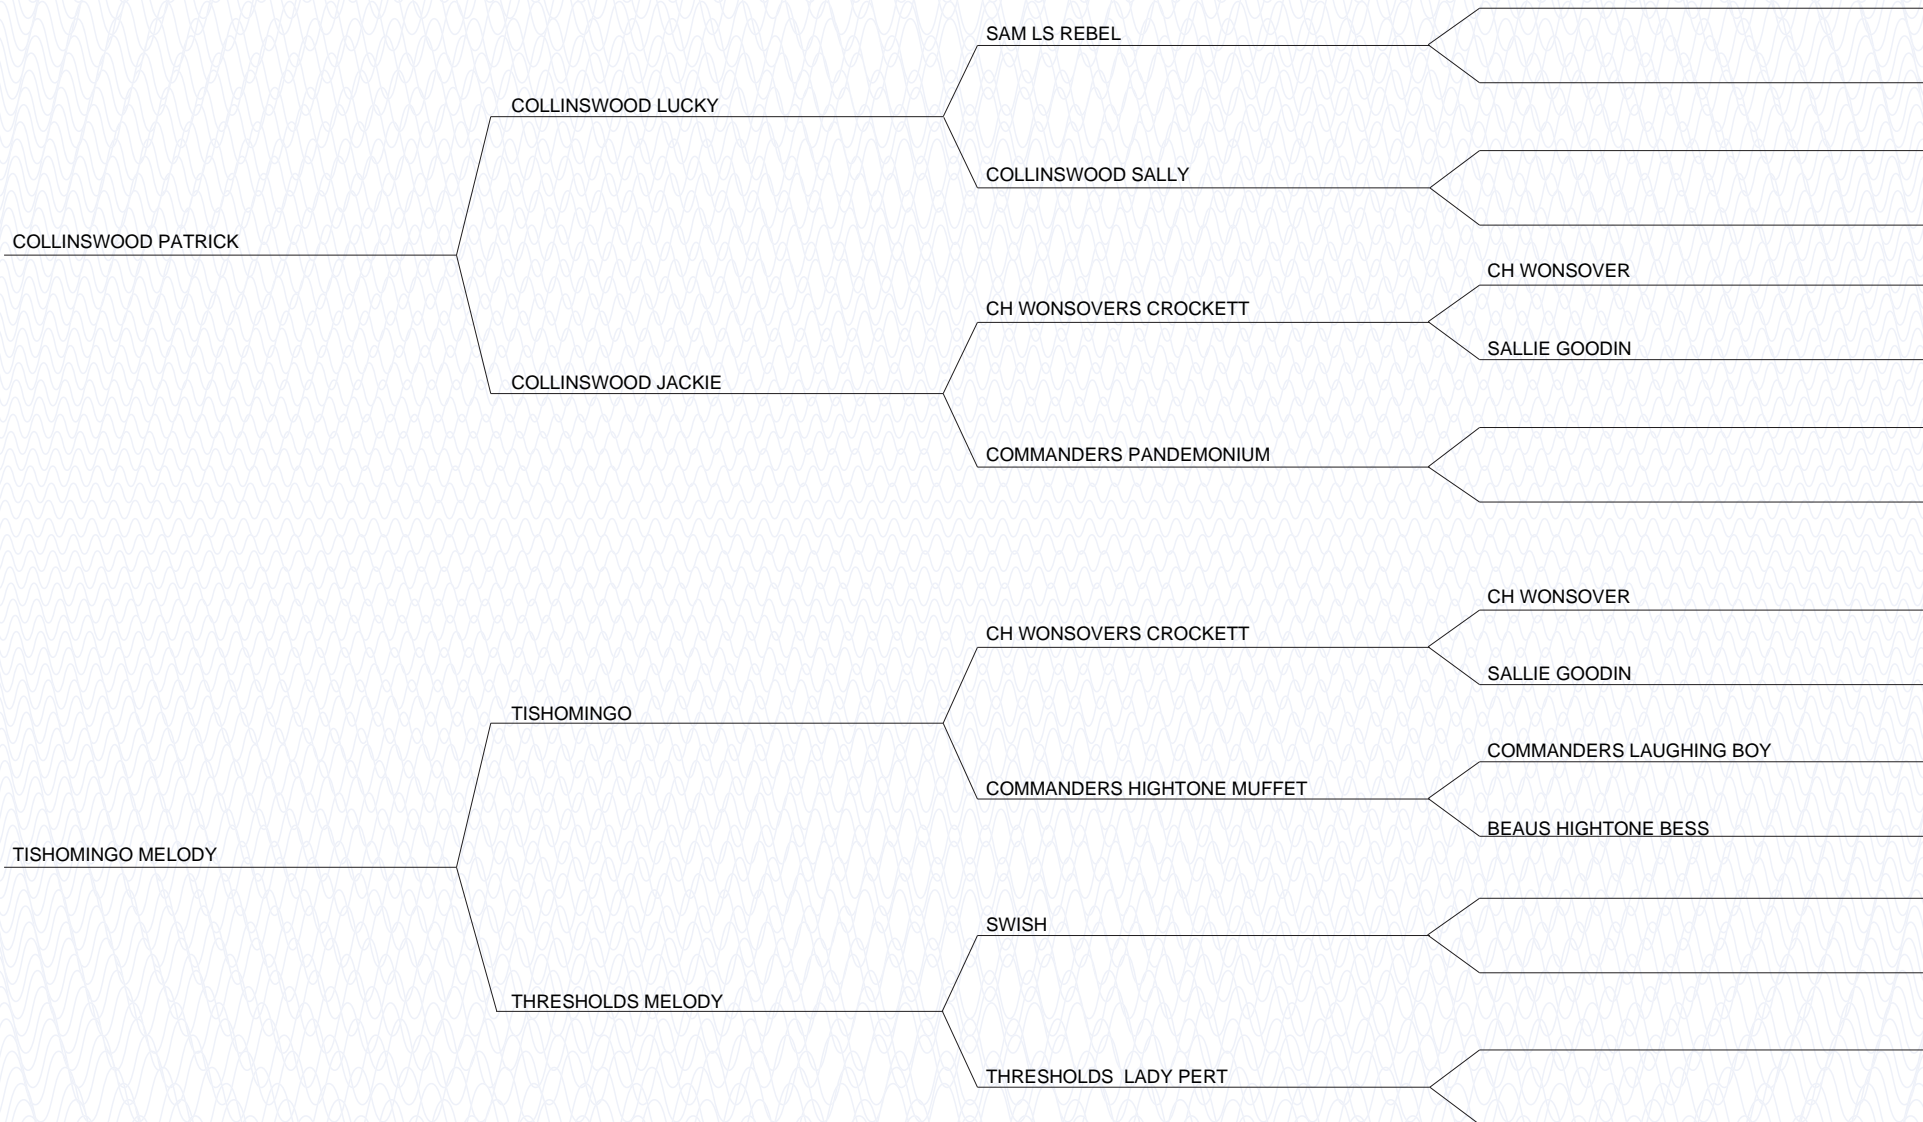 SAM LS REBEL
COLLINSWOOD LUCKY
COLLINSWOOD SALLY
COLLINSWOOD PATRICK
CH WONSOVER
CH WONSOVERS CROCKETT
SALLIE GOODIN
COLLINSWOOD JACKIE
COMMANDERS PANDEMONIUM
CH WONSOVER
CH WONSOVERS CROCKETT
SALLIE GOODIN
TISHOMINGO
COMMANDERS LAUGHING BOY
COMMANDERS HIGHTONE MUFFET
BEAUS HIGHTONE BESS
TISHOMINGO MELODY
SWISH
THRESHOLDS MELODY
THRESHOLDS  LADY PERT